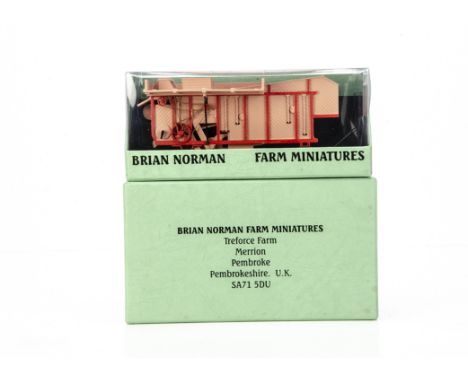 BRIAN NORMAN FARM MINIATURES
BRIAN NORMAN FARM MINIATURES
Treforce Farm
Merrion
Pembroke
Pembrokeshire. U.K.
SA71 5DU